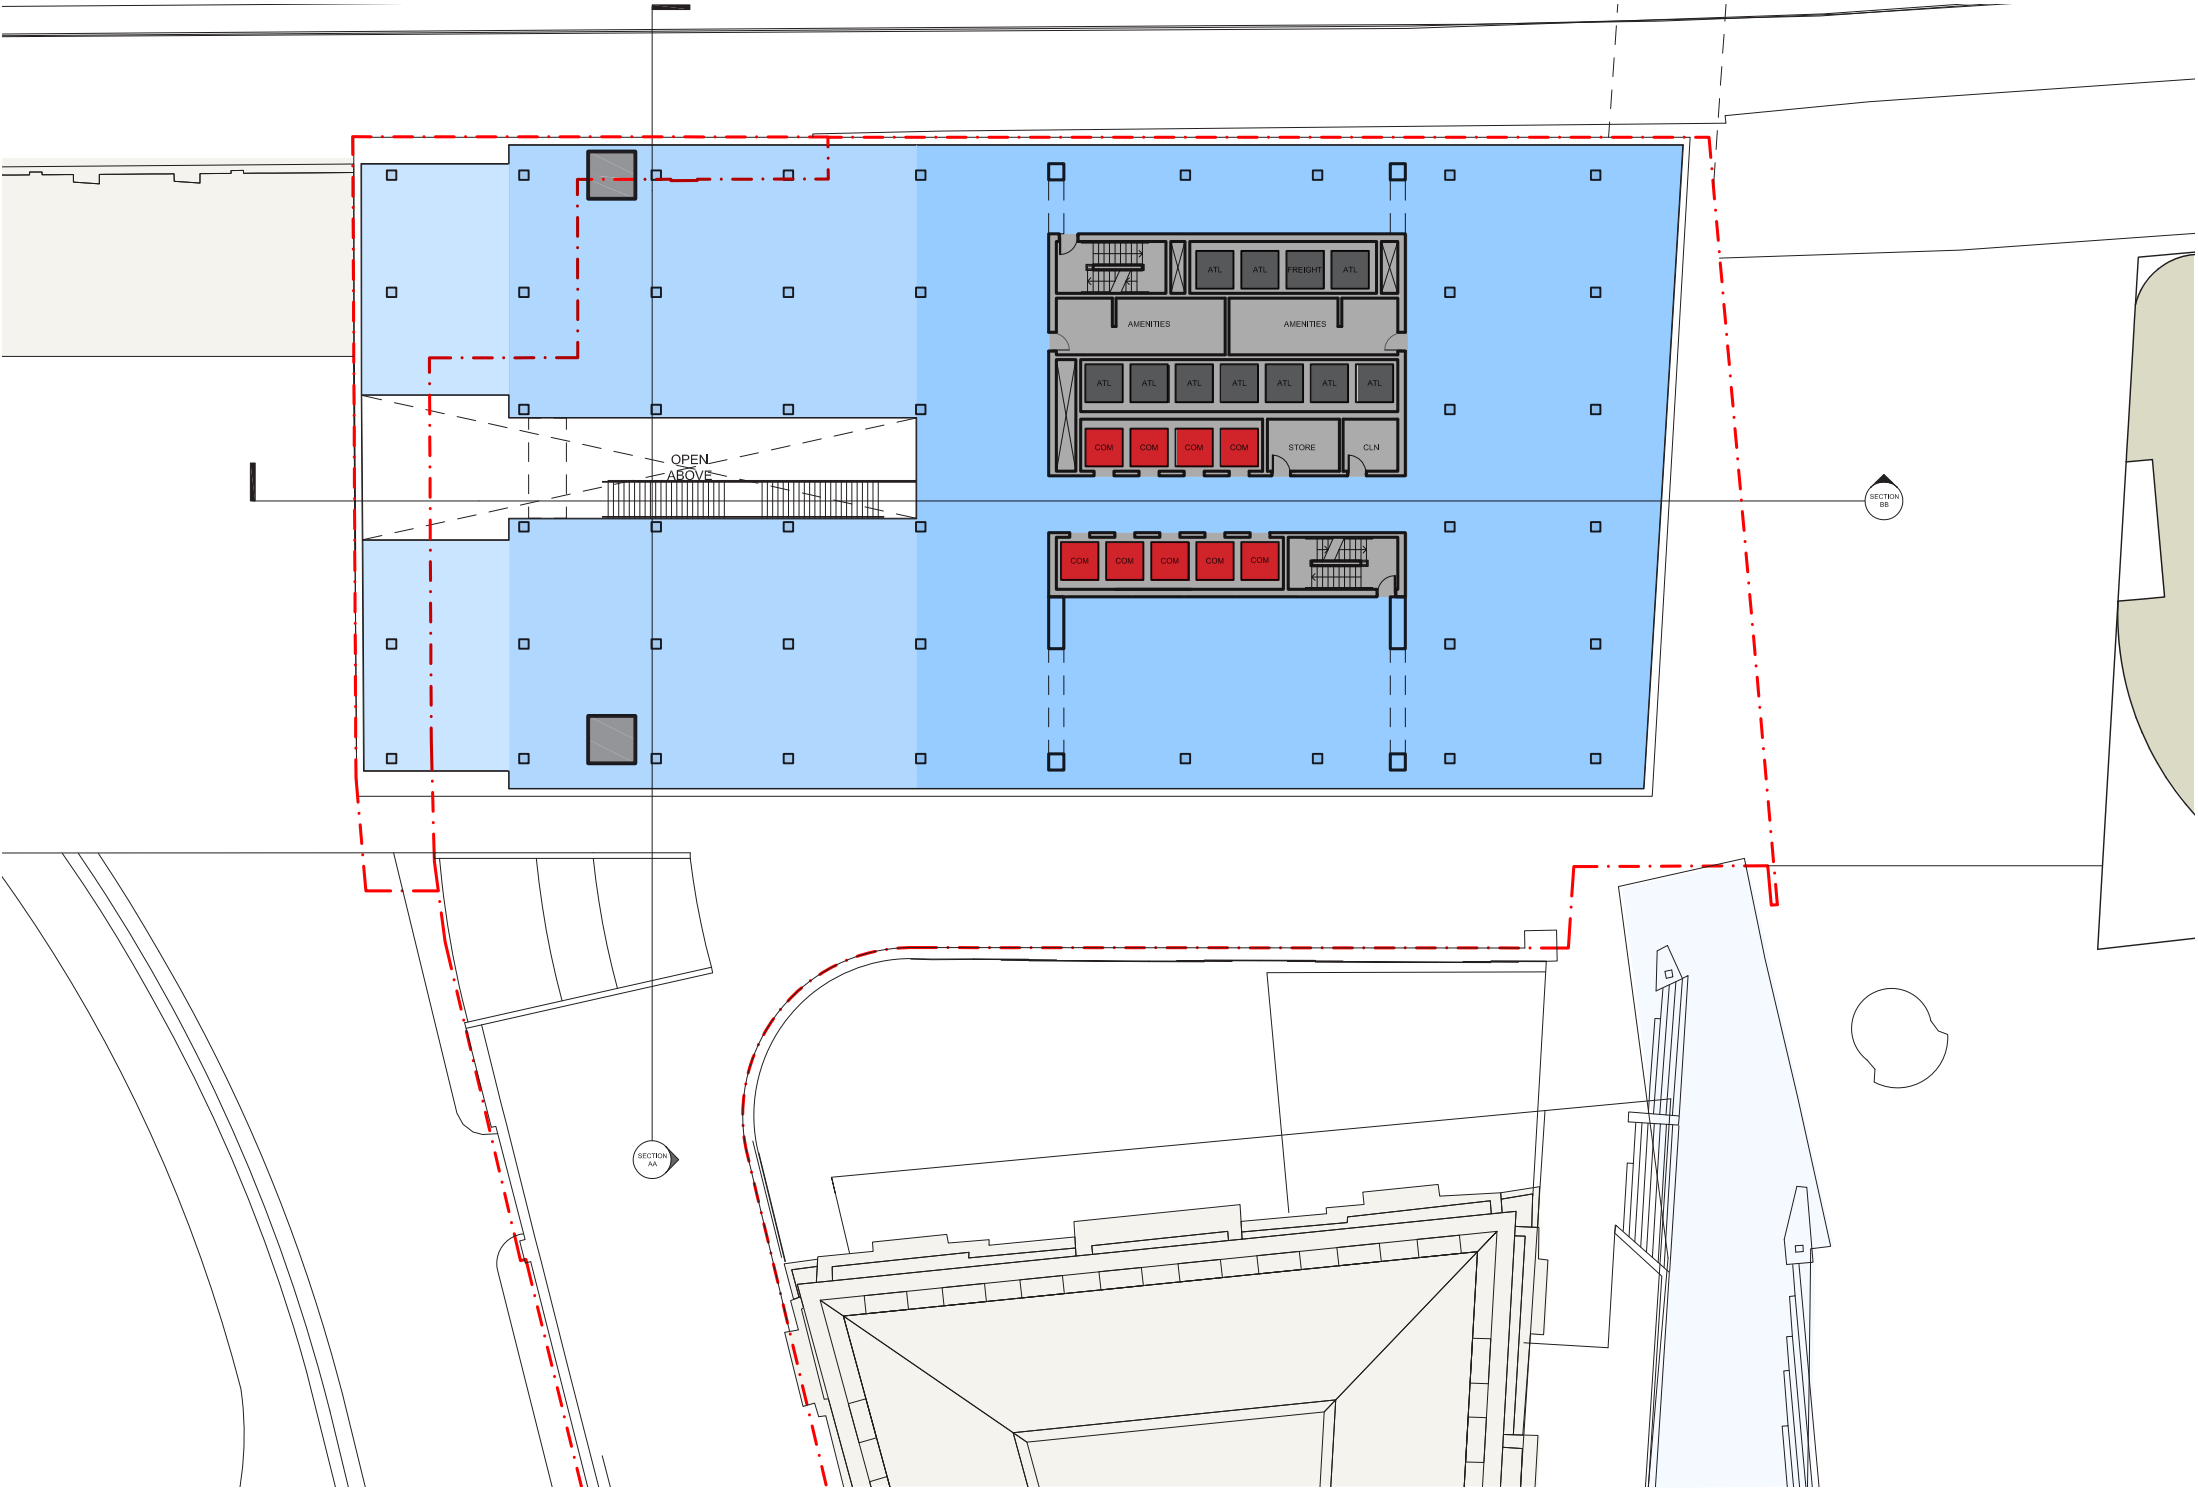 ATL ATL FREIGHT ATL
AMENITIES AMENITIES
ATL ATL ATL ATL ATL ATL ATL
COM COM COM COM STORE CLN
OPEN
ABOVE
SECTION
BB
COM COM COM COM COM
SECTION
AA